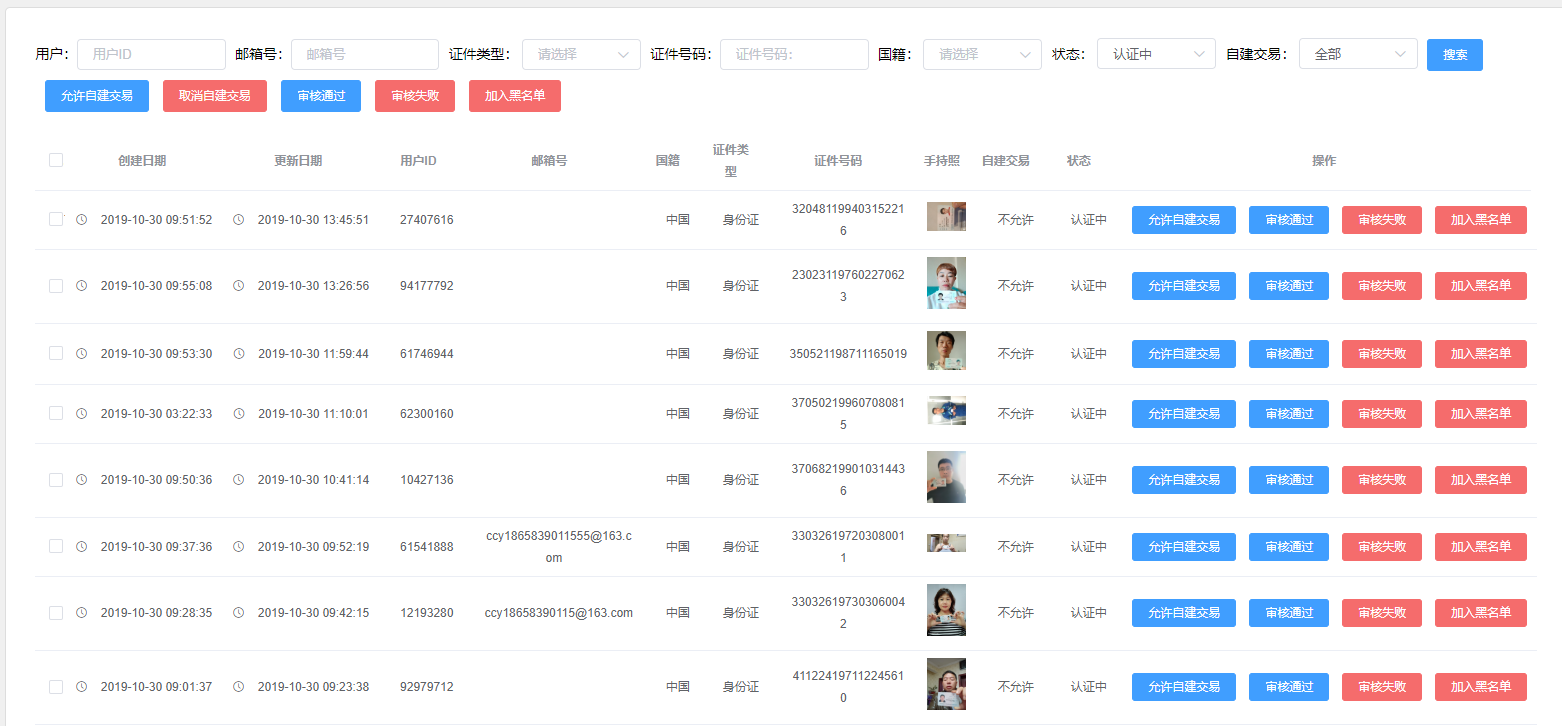 用户： 用户ID 邮箱号： 邮箱号 证件类型： 请选择 证件号码： 证件号码： 国籍： 请选择 状态： 认证中 自建交易： 全部 搜索
允许自建交易 取消自建交易 审核通过 审核失败 加入黑名单
创建日期 更新日期 用户ID 邮箱号 国籍 证件类型 证件号码 手持照 自建交易 状态 操作
2019-10-30 09:51:52 2019-10-30 13:45:51 27407616 中国 身份证 320481199403152216 不允许 认证中 允许自建交易 审核通过 审核失败 加入黑名单
2019-10-30 09:55:08 2019-10-30 13:26:56 94177792 中国 身份证 230231197602270623 不允许 认证中 允许自建交易 审核通过 审核失败 加入黑名单
2019-10-30 09:53:30 2019-10-30 11:59:44 61746944 中国 身份证 350521198711165019 不允许 认证中 允许自建交易 审核通过 审核失败 加入黑名单
2019-10-30 03:22:33 2019-10-30 11:10:01 62300160 中国 身份证 370502199607080815 不允许 认证中 允许自建交易 审核通过 审核失败 加入黑名单
2019-10-30 09:50:36 2019-10-30 10:41:14 10427136 中国 身份证 370682199010314436 不允许 认证中 允许自建交易 审核通过 审核失败 加入黑名单
2019-10-30 09:37:36 2019-10-30 09:52:19 61541888 ccy1865839011555@163.com 中国 身份证 330326197203080011 不允许 认证中 允许自建交易 审核通过 审核失败 加入黑名单
2019-10-30 09:28:35 2019-10-30 09:42:15 12193280 ccy18658390115@163.com 中国 身份证 330326197303060042 不允许 认证中 允许自建交易 审核通过 审核失败 加入黑名单
2019-10-30 09:01:37 2019-10-30 09:23:38 92979712 中国 身份证 411224197112245610 不允许 认证中 允许自建交易 审核通过 审核失败 加入黑名单